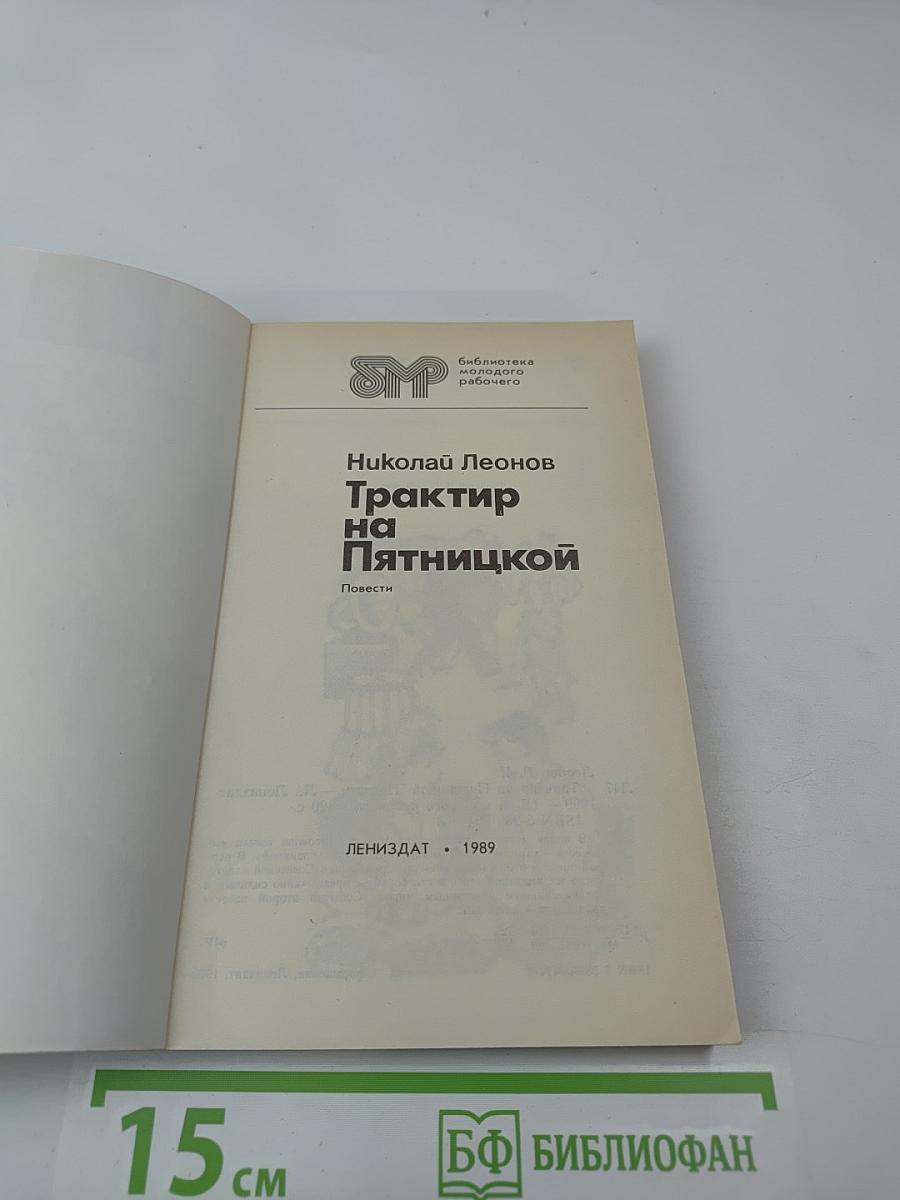 БМР
библиотека
молодого
рабочего
Николай Леонов
Трактир
на
Пятницкой
Повести
ЛЕНИЗДАТ • 1989
15 см
БФ БИБЛИОФАН